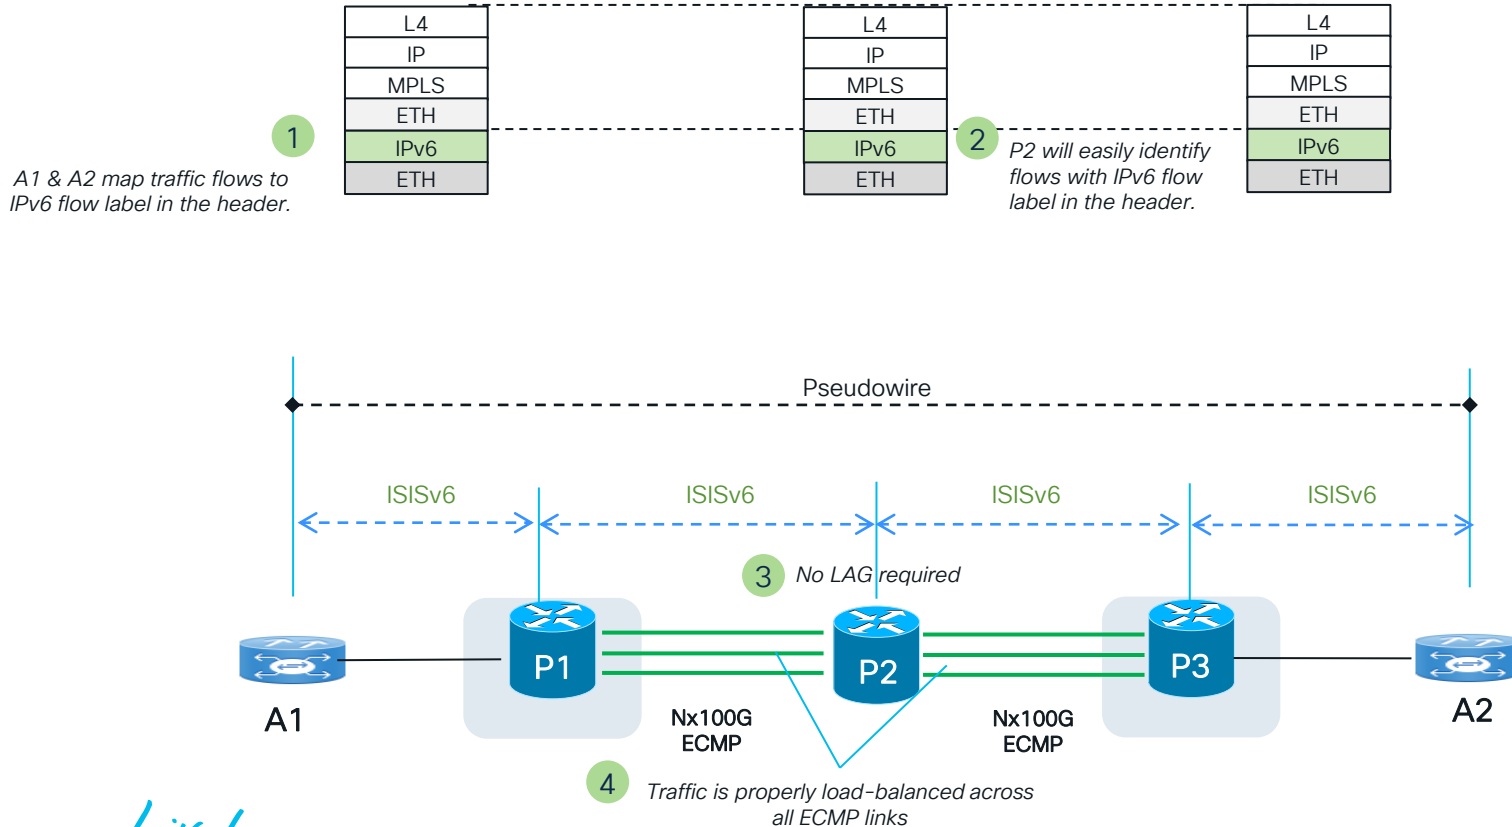 L4
IP
MPLS
ETH
IPv6
ETH
L4
IP
MPLS
ETH
IPv6
ETH
L4
IP
MPLS
ETH
IPv6
ETH
1
A1 & A2 map traffic flows to
IPv6 flow label in the header.
2
P2 will easily identify
flows with IPv6 flow
label in the header.
Pseudowire
ISISv6
ISISv6
ISISv6
ISISv6
3
No LAG required
A1
P1
P2
P3
A2
Nx100G
ECMP
Nx100G
ECMP
4
Traffic is properly load-balanced across
all ECMP links